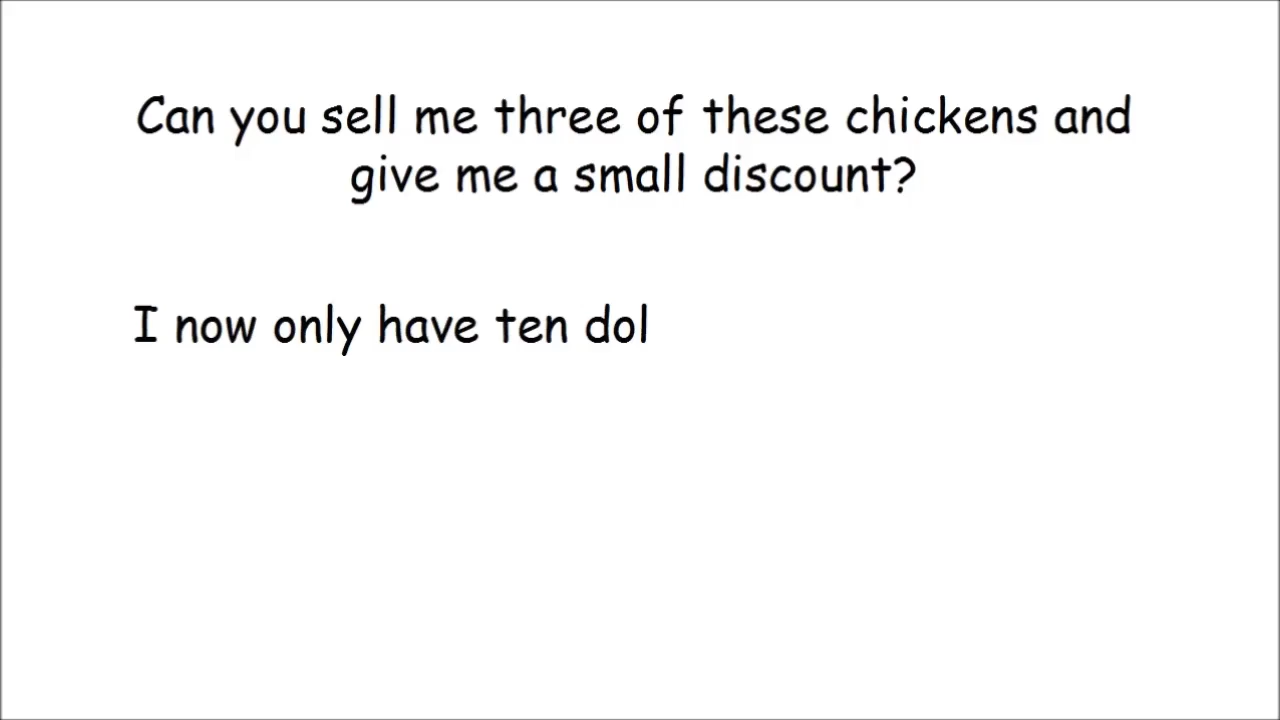 Can you sell me three of these chickens and
give me a small discount?
I now only have ten dol